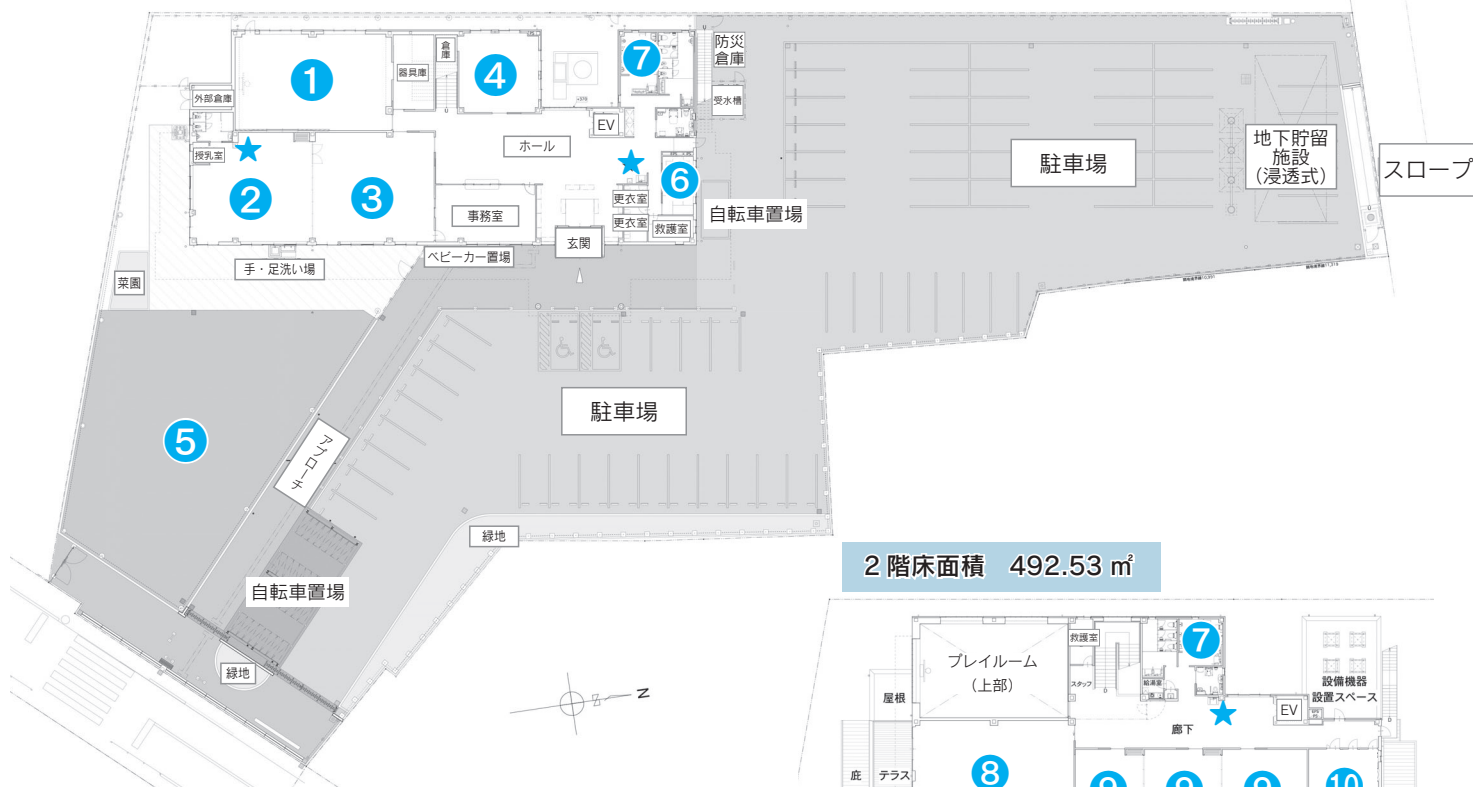 1
器具庫
倉庫
4
7
防災
倉庫
外部倉庫
受水槽
EV
ホール
授乳室
2
3
6
事務室
更衣室
更衣室
救護室
自転車置場
駐車場
地下貯留
施設
(浸透式)
スロープ
玄関
ベビーカー置場
手・足洗い場
菜園
5
アプローチ
駐車場
緑地
自転車置場
緑地
N
2階床面積 492.53 ㎡
プレイルーム
(上部)
救護室
スタッフ
給湯室
7
設備機器
設置スペース
屋根
EV
廊下
庇
テラス
8
9
9
9
10